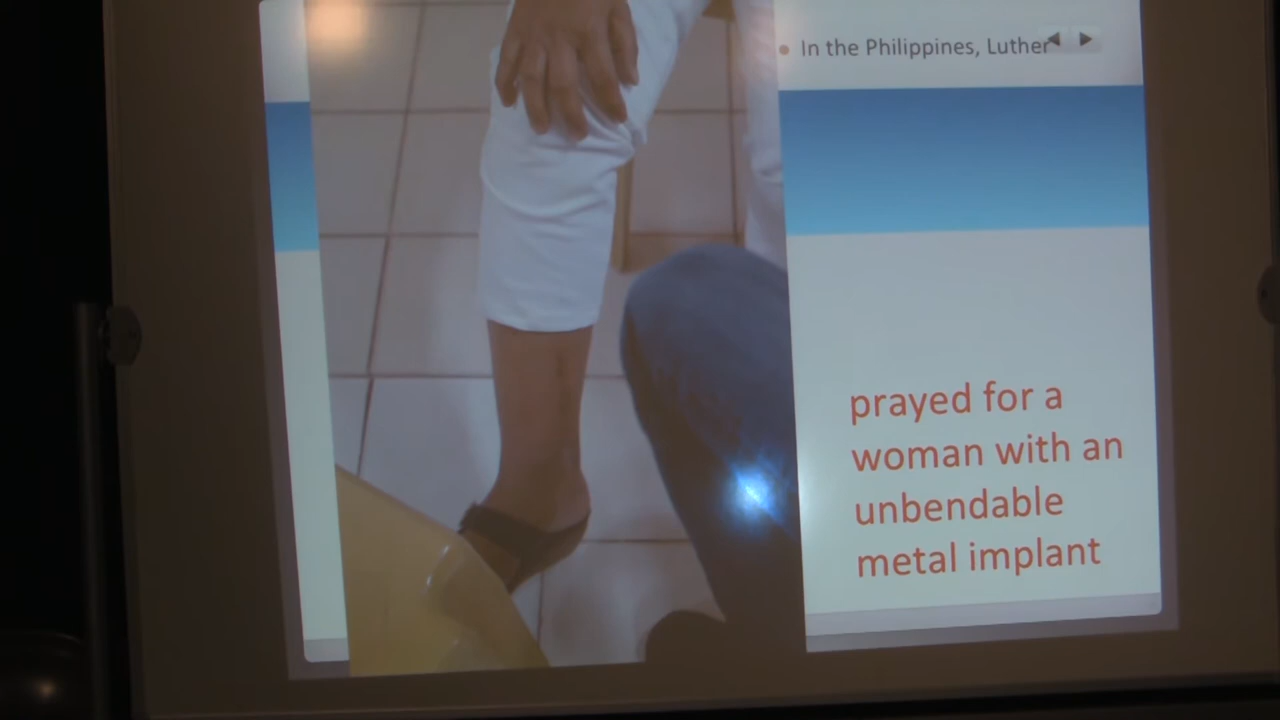 In the Philippines, Luther
prayed for a
woman with an
unbendable
metal implant